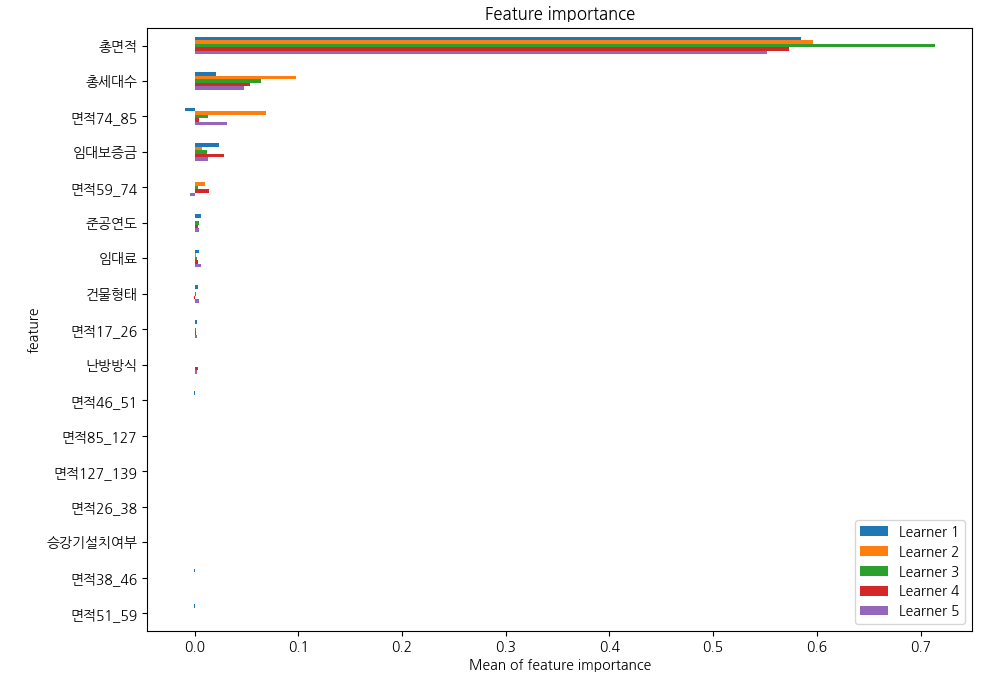 Feature importance
총면적
총세대수
면적74_85
임대보증금
면적59_74
준공연도
임대료
건물형태
면적17_26
난방방식
면적46_51
면적85_127
면적127_139
면적26_38
승강기설치여부
면적38_46
면적51_59
feature
0.0 0.1 0.2 0.3 0.4 0.5 0.6 0.7
Mean of feature importance
Learner 1
Learner 2
Learner 3
Learner 4
Learner 5